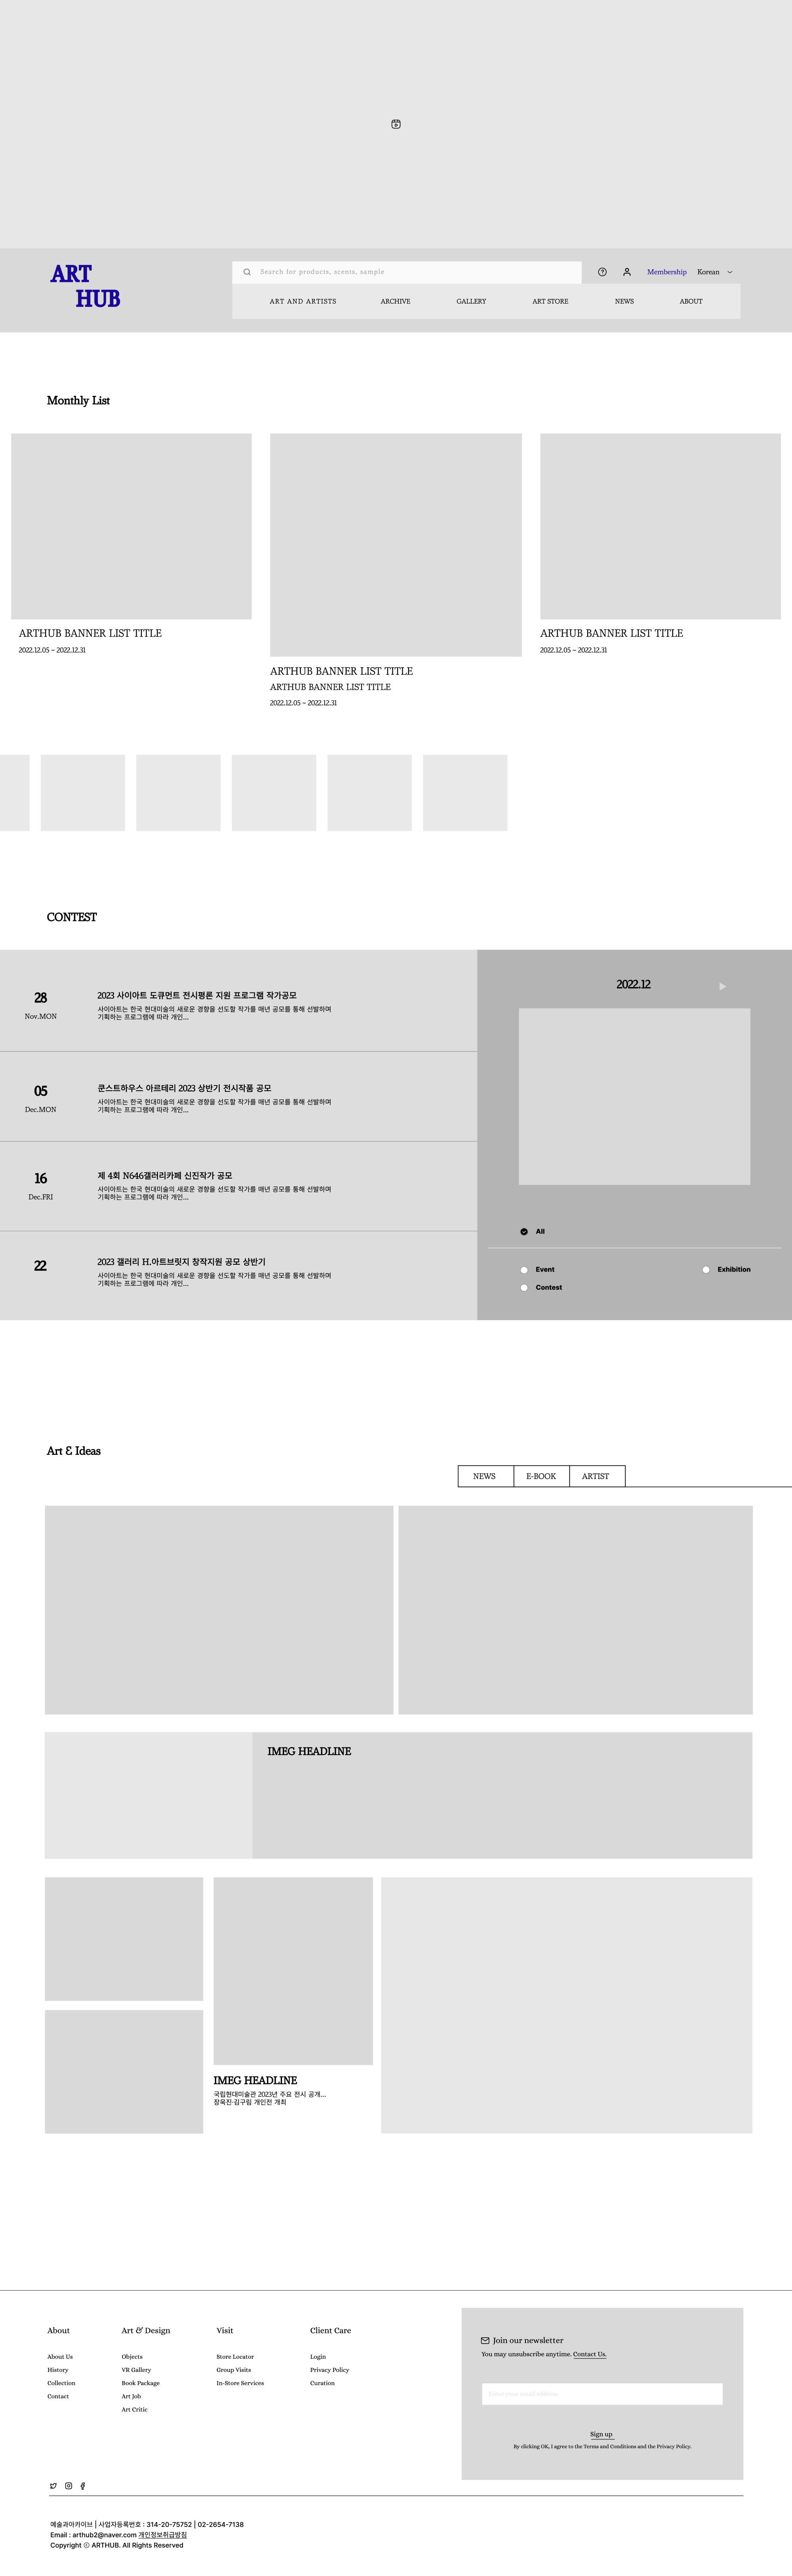 ART
HUB
Search for products, scents, sample
Membership
Korean
ART AND ARTISTS
ARCHIVE
GALLERY
ART STORE
NEWS
ABOUT
Monthly List
ARTHUB BANNER LIST TITLE
2022.12.05 ~ 2022.12.31
ARTHUB BANNER LIST TITLE
ARTHUB BANNER LIST TITLE
2022.12.05 ~ 2022.12.31
ARTHUB BANNER LIST TITLE
2022.12.05 ~ 2022.12.31
CONTEST
28
Nov.MON
2023 사이아트 도큐먼트 전시평론 지원 프로그램 작가공모
사이아트는 한국 현대미술의 새로운 경향을 선도할 작가를 매년 공모를 통해 선발하며
기획하는 프로그램에 따라 개인...
05
Dec.MON
쿤스트하우스 아르테리 2023 상반기 전시작품 공모
사이아트는 한국 현대미술의 새로운 경향을 선도할 작가를 매년 공모를 통해 선발하며
기획하는 프로그램에 따라 개인...
16
Dec.FRI
제 4회 N646갤러리카페 신진작가 공모
사이아트는 한국 현대미술의 새로운 경향을 선도할 작가를 매년 공모를 통해 선발하며
기획하는 프로그램에 따라 개인...
22
2023 갤러리 H.아트브릿지 창작지원 공모 상반기
사이아트는 한국 현대미술의 새로운 경향을 선도할 작가를 매년 공모를 통해 선발하며
기획하는 프로그램에 따라 개인...
2022.12
All
Event
Exhibition
Contest
Art & Ideas
NEWS
E-BOOK
ARTIST
IMEG HEADLINE
IMEG HEADLINE
국립현대미술관 2023년 주요 전시 공개...
장욱진·김구림 개인전 개최
About
About Us
History
Collection
Contact
Art & Design
Objects
VR Gallery
Book Package
Art Job
Art Critic
Visit
Store Locator
Group Visits
In-Store Services
Client Care
Login
Privacy Policy
Curation
Join our newsletter
You may unsubscribe anytime. Contact Us.
Enter your email address
Sign up
By clicking OK, I agree to the Terms and Conditions and the Privacy Policy.
예술과아카이브 | 사업자등록번호 : 314-20-75752 | 02-2654-7138
Email : arthub2@naver.com 개인정보취급방침
Copyright ⓒ ARTHUB. All Rights Reserved